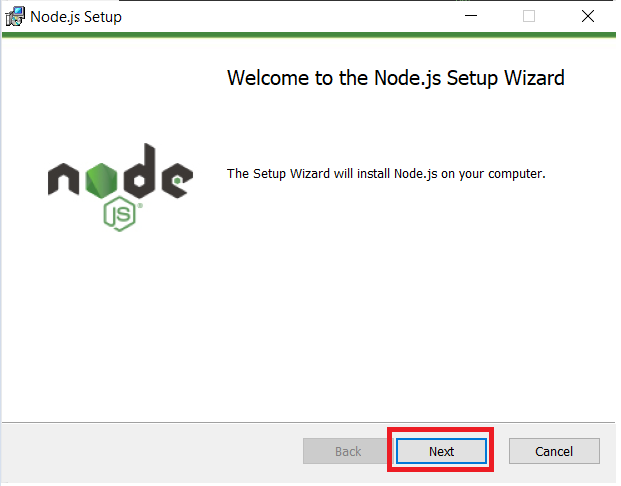 Node.js Setup
Welcome to the Node.js Setup Wizard
The Setup Wizard will install Node.js on your computer.
node
JS
Back
Next
Cancel